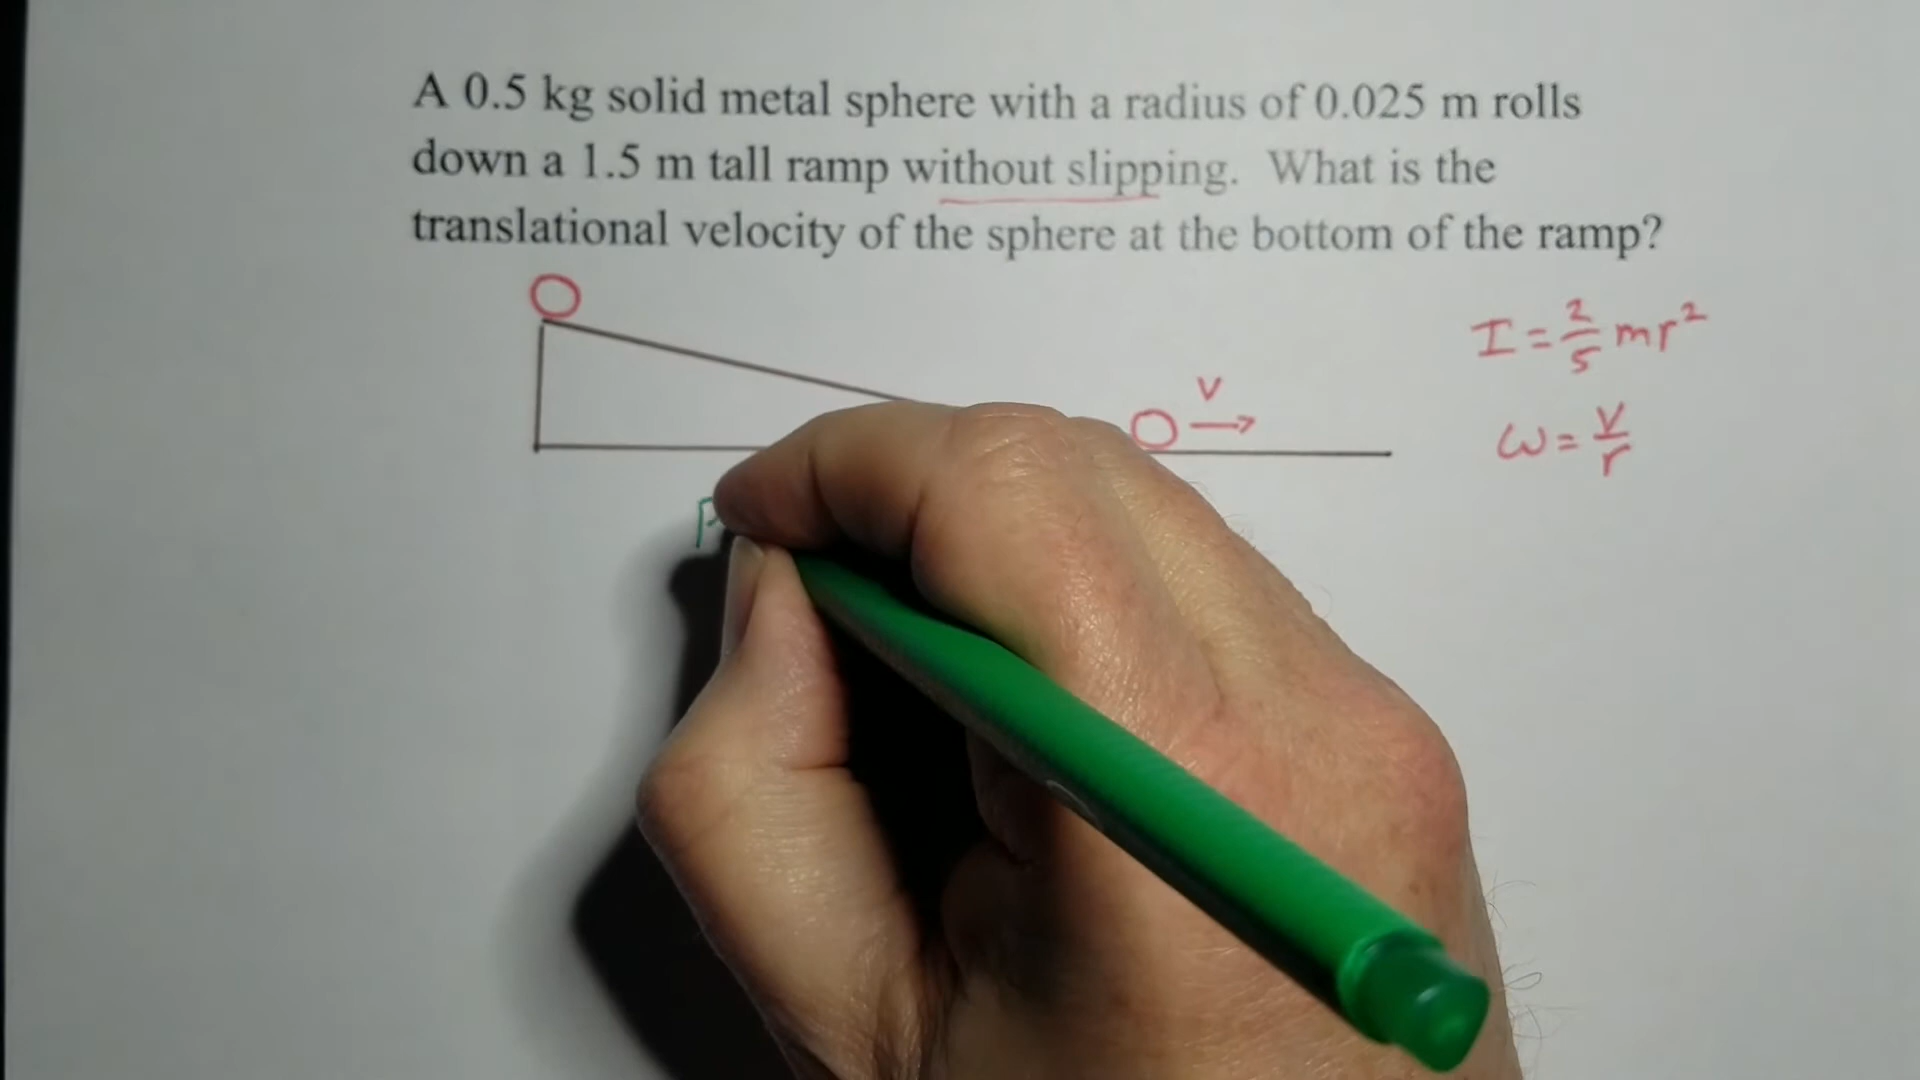 A 0.5 kg solid metal sphere with a radius of 0.025 m rolls
down a 1.5 m tall ramp without slipping. What is the
translational velocity of the sphere at the bottom of the ramp?
I = 2/5 mr²
V
ω = V/r
P